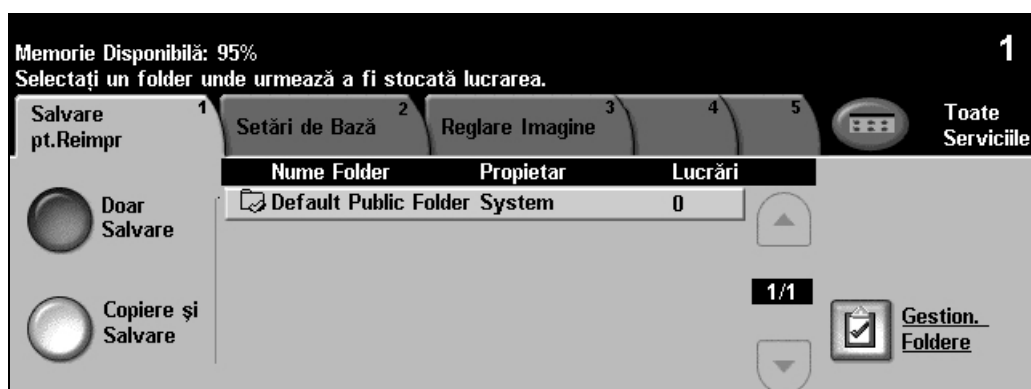 1
Memorie Disponibilă: 95%
Selectați un folder unde urmează a fi stocată lucrarea.
Salvare pt.Reimpr 1
Setări de Bază 2
Reglare Imagine 3
4
5
Toate Serviciile
Nume Folder Propietar Lucrări
Default Public Folder System 0
Doar Salvare
1/1
Copiere și Salvare
Gestion. Foldere